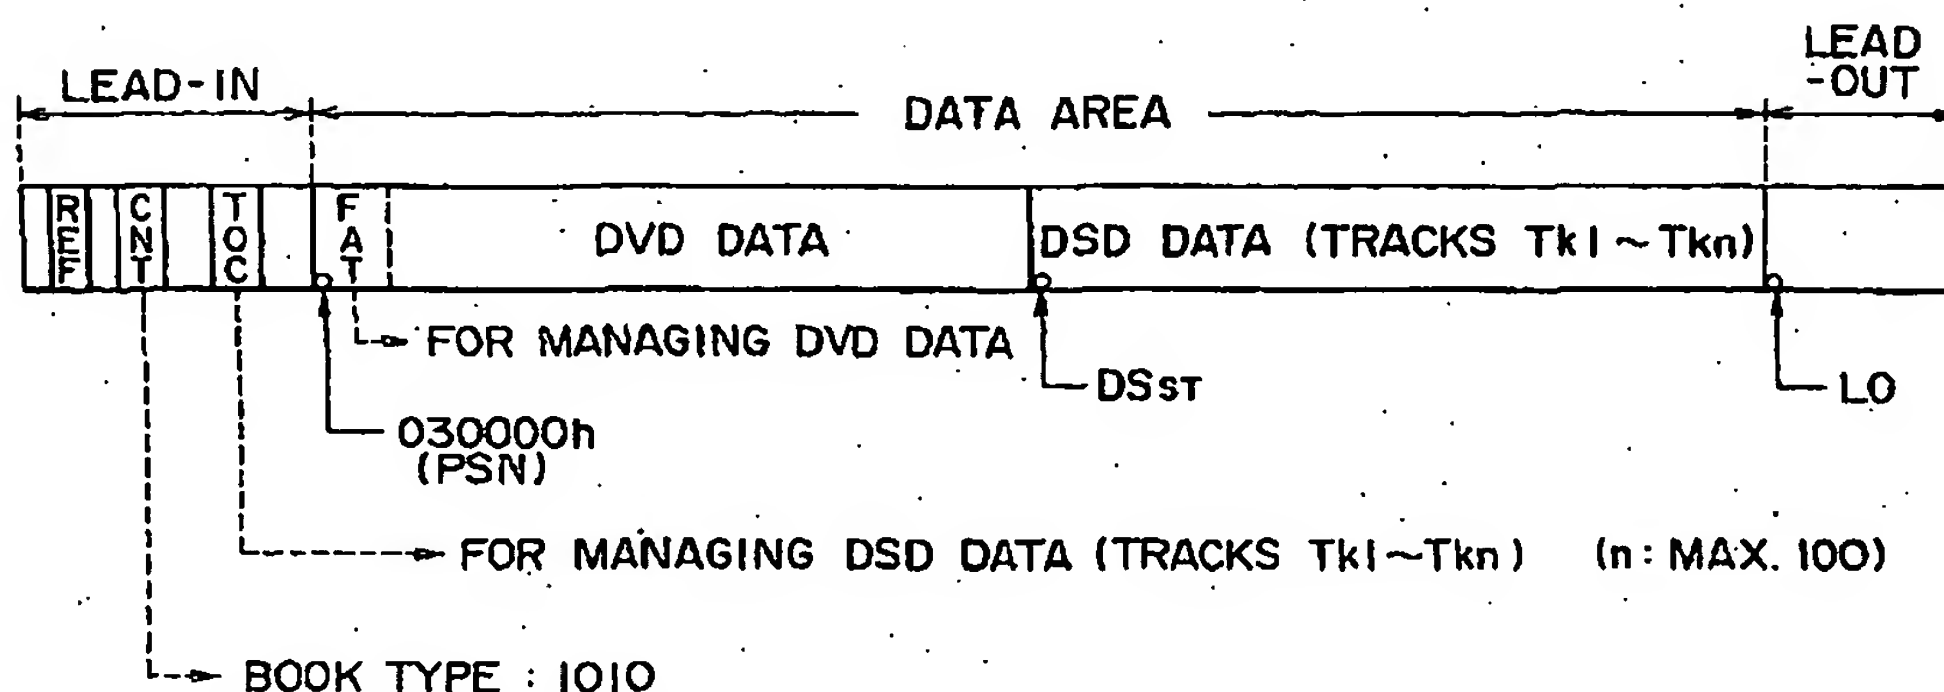 LEAD-IN
DATA AREA
LEAD
-OUT
REF
CNT
TOC
FAT
DVD DATA
DSD DATA (TRACKS Tk1~Tkn)
FOR MANAGING DVD DATA
DSST
LO
030000h
(PSN)
FOR MANAGING DSD DATA (TRACKS Tk1~Tkn) (n: MAX. 100)
BOOK TYPE : 1010